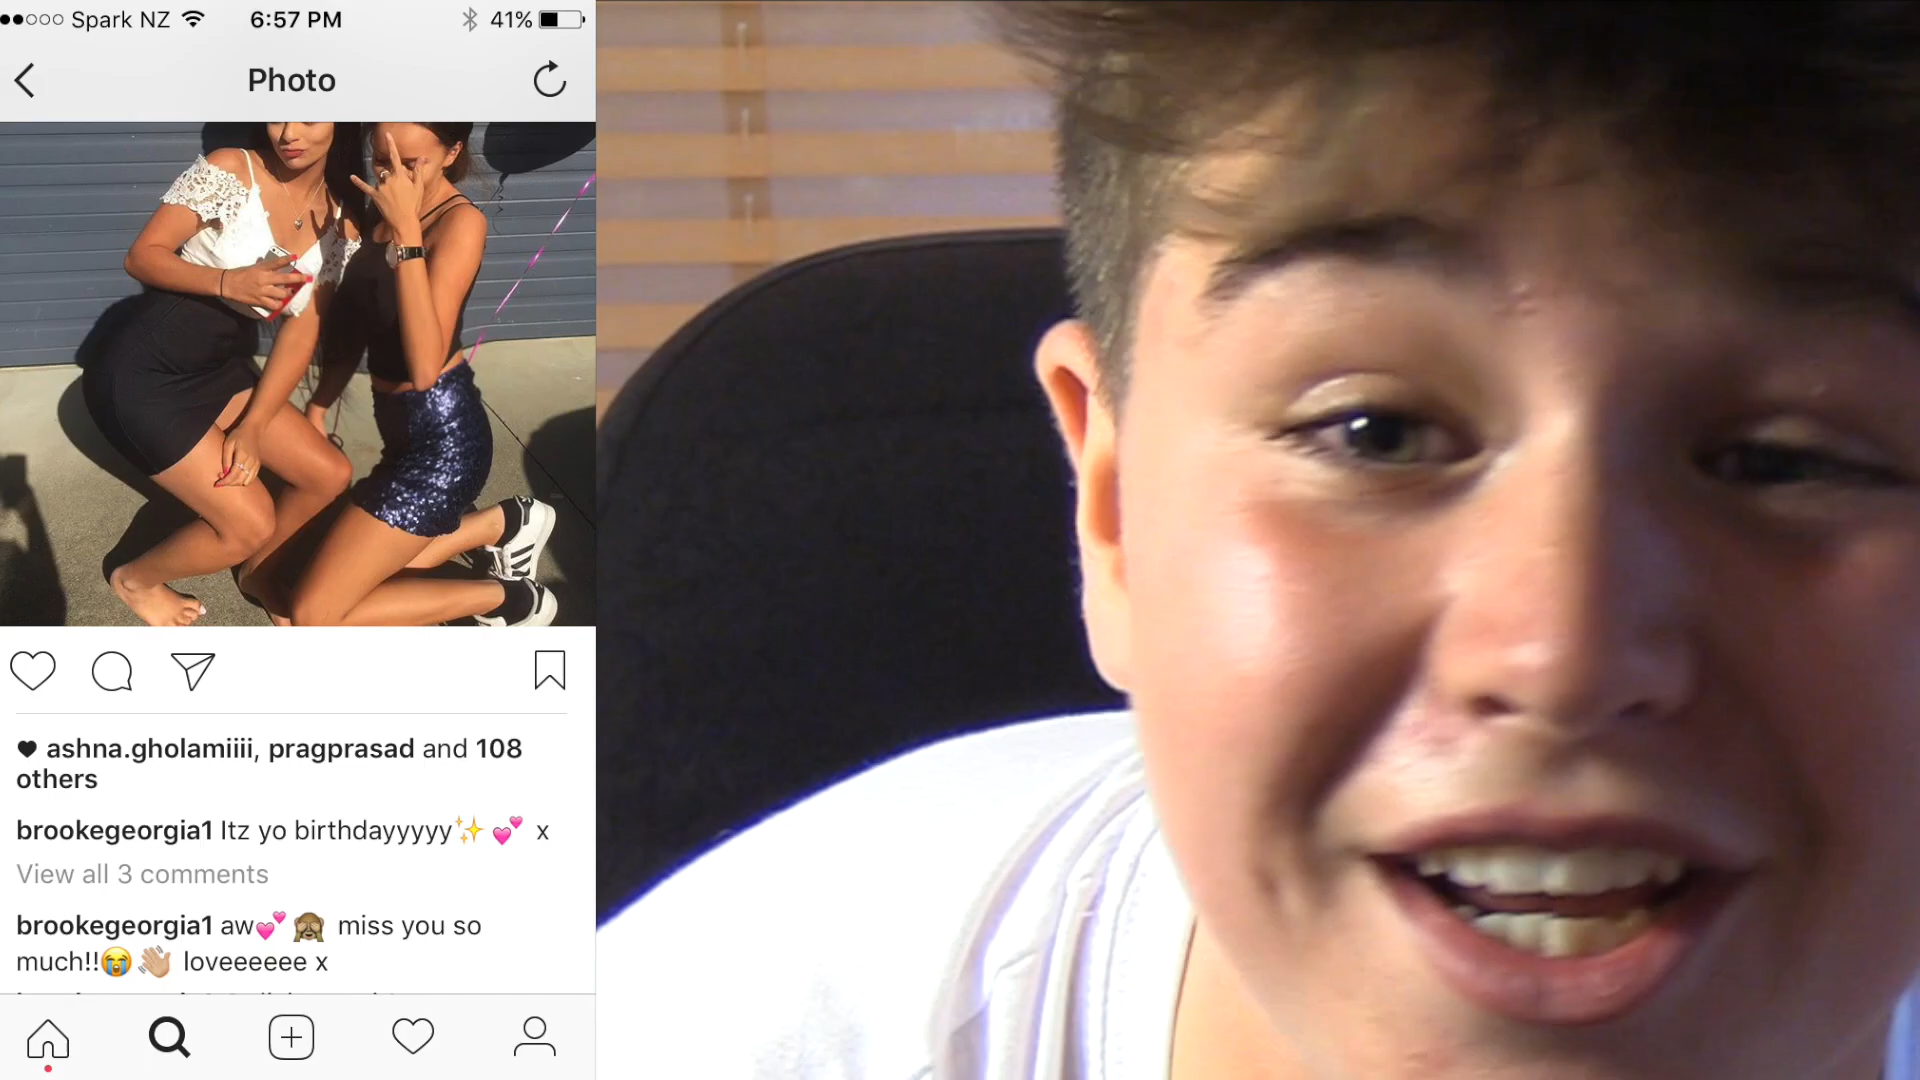 Spark NZ 6:57 PM 41%
Photo
ashna.gholamiiii, pragprasad and 108
others
brookegeorgia1 Itz yo birthdayyyyy✨💕 x
View all 3 comments
brookegeorgia1 aw💕🙈 miss you so
much!!😭👋🏼 loveeeeee x